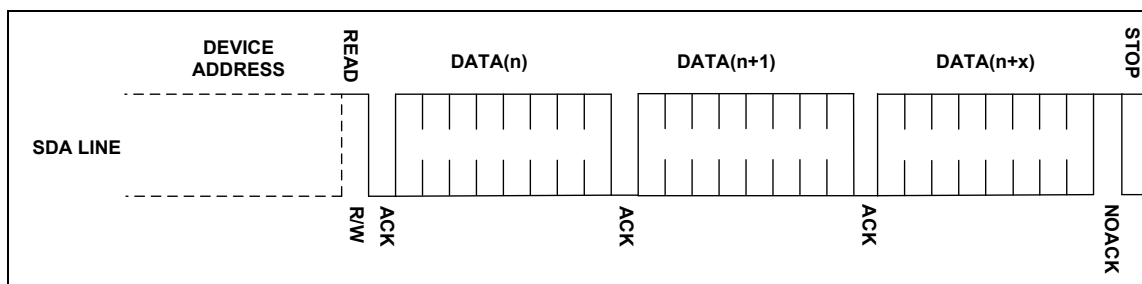 DEVICE
ADDRESS
READ
DATA(n)
DATA(n+1)
DATA(n+x)
STOP
SDA LINE
R/W
ACK
ACK
ACK
NOACK